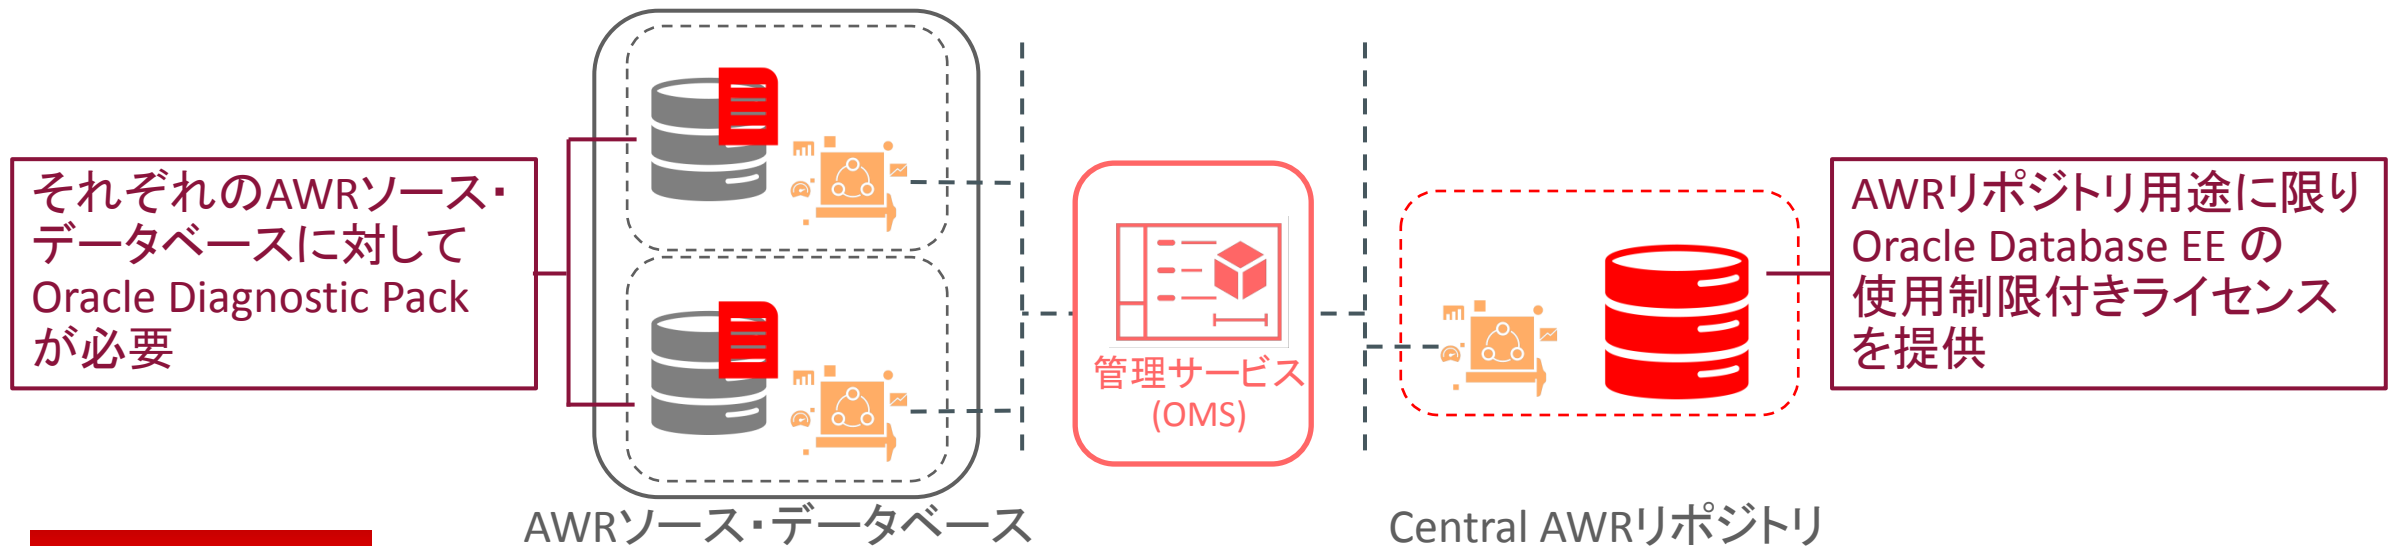 それぞれのAWRソース・
データベースに対して
Oracle Diagnostic Pack
が必要
管理サービス
(OMS)
AWRリポジトリ用途に限り
Oracle Database EE の
使用制限付きライセンス
を提供
AWRソース・データベース
Central AWRリポジトリ